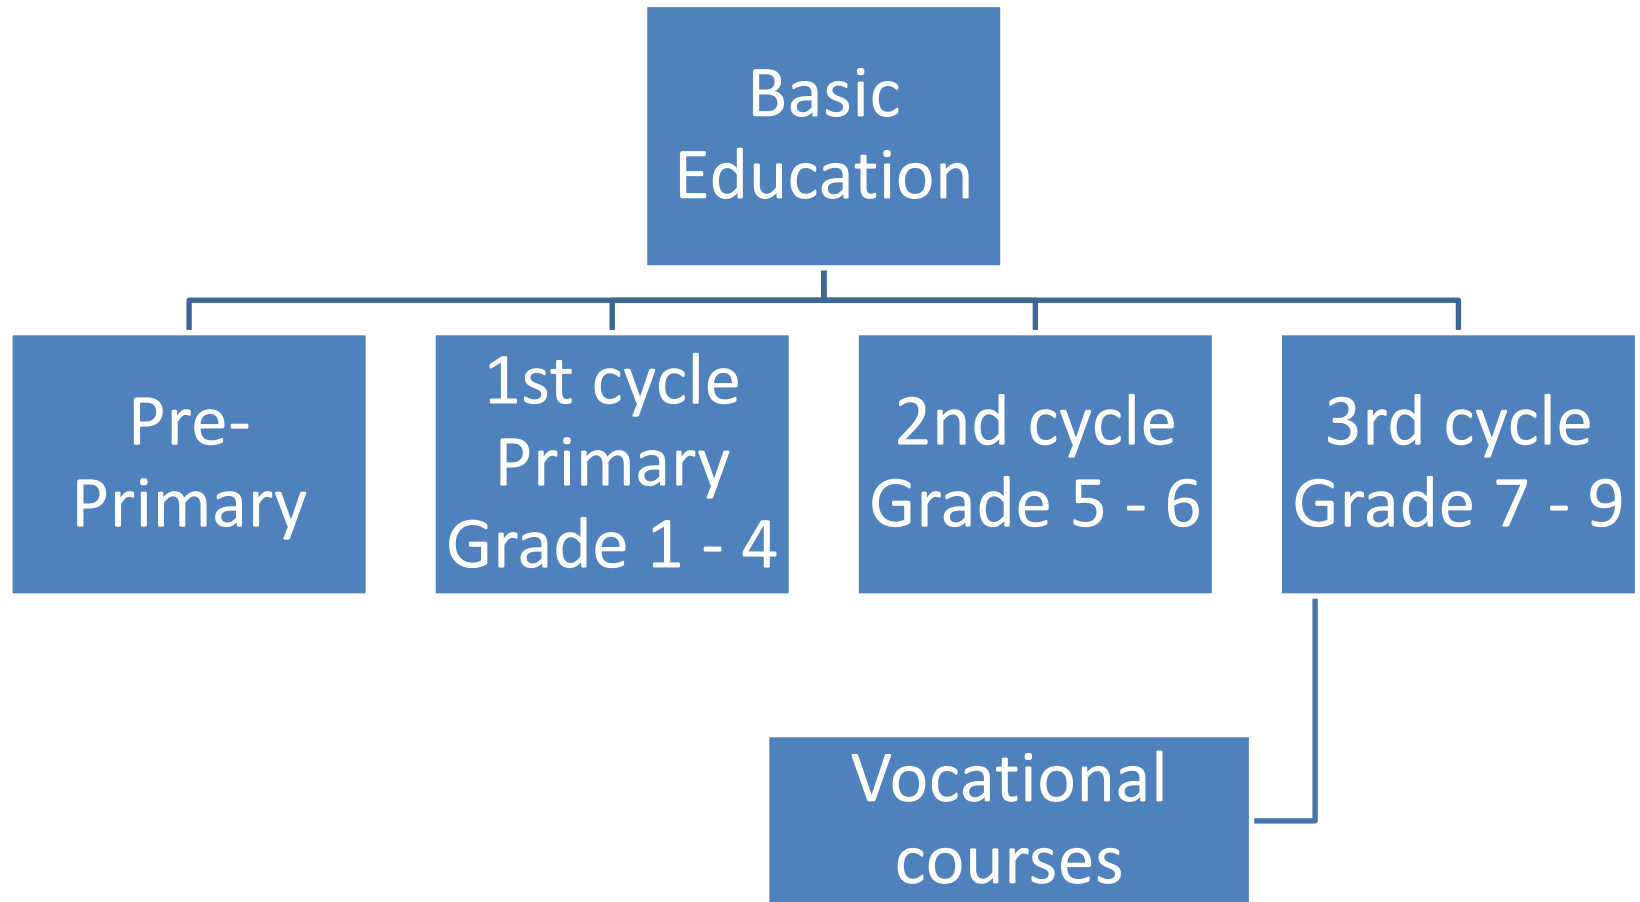 Basic
Education
Pre-
Primary
1st cycle
Primary
Grade 1 - 4
2nd cycle
Grade 5 - 6
3rd cycle
Grade 7 - 9
Vocational
courses